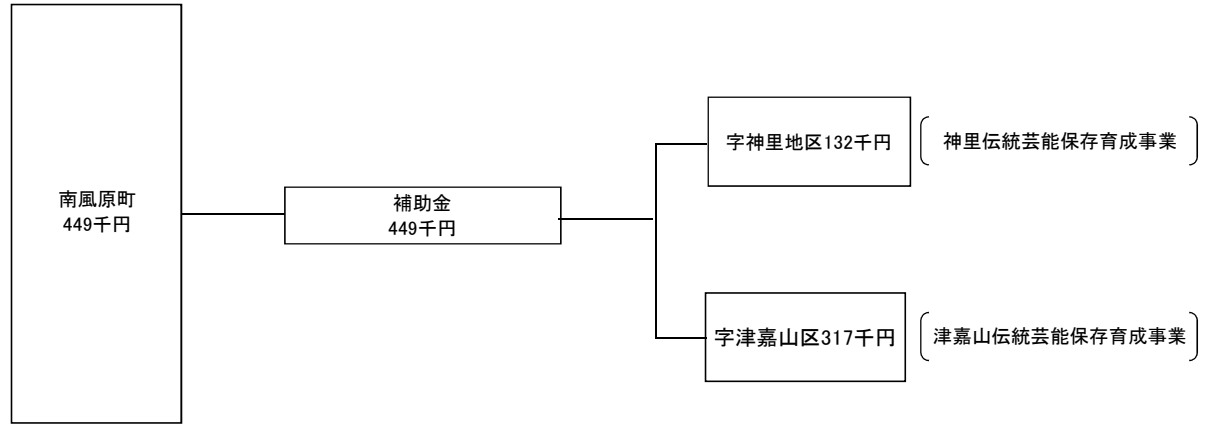 南風原町
449千円
補助金
449千円
字神里地区132千円
神里伝統芸能保存育成事業
字津嘉山区317千円
津嘉山伝統芸能保存育成事業